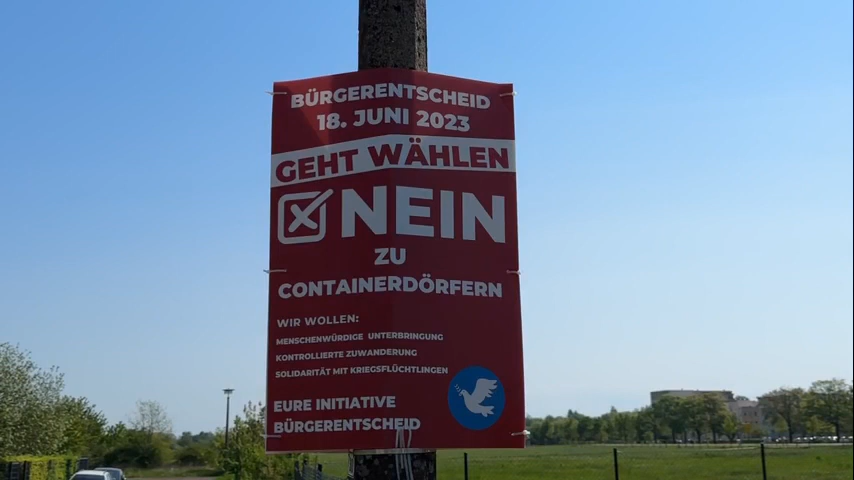 BÜRGERENTSCHEID
18. JUNI 2023
GEHT WÄHLEN
NEIN
ZU
CONTAINERDÖRFERN
WIR WOLLEN:
MENSCHENWÜRDIGE UNTERBRINGUNG
KONTROLLIERTE ZUWANDERUNG
SOLIDARITÄT MIT KRIEGSFLÜCHTLINGEN
EURE INITIATIVE
BÜRGERENTSCHEID